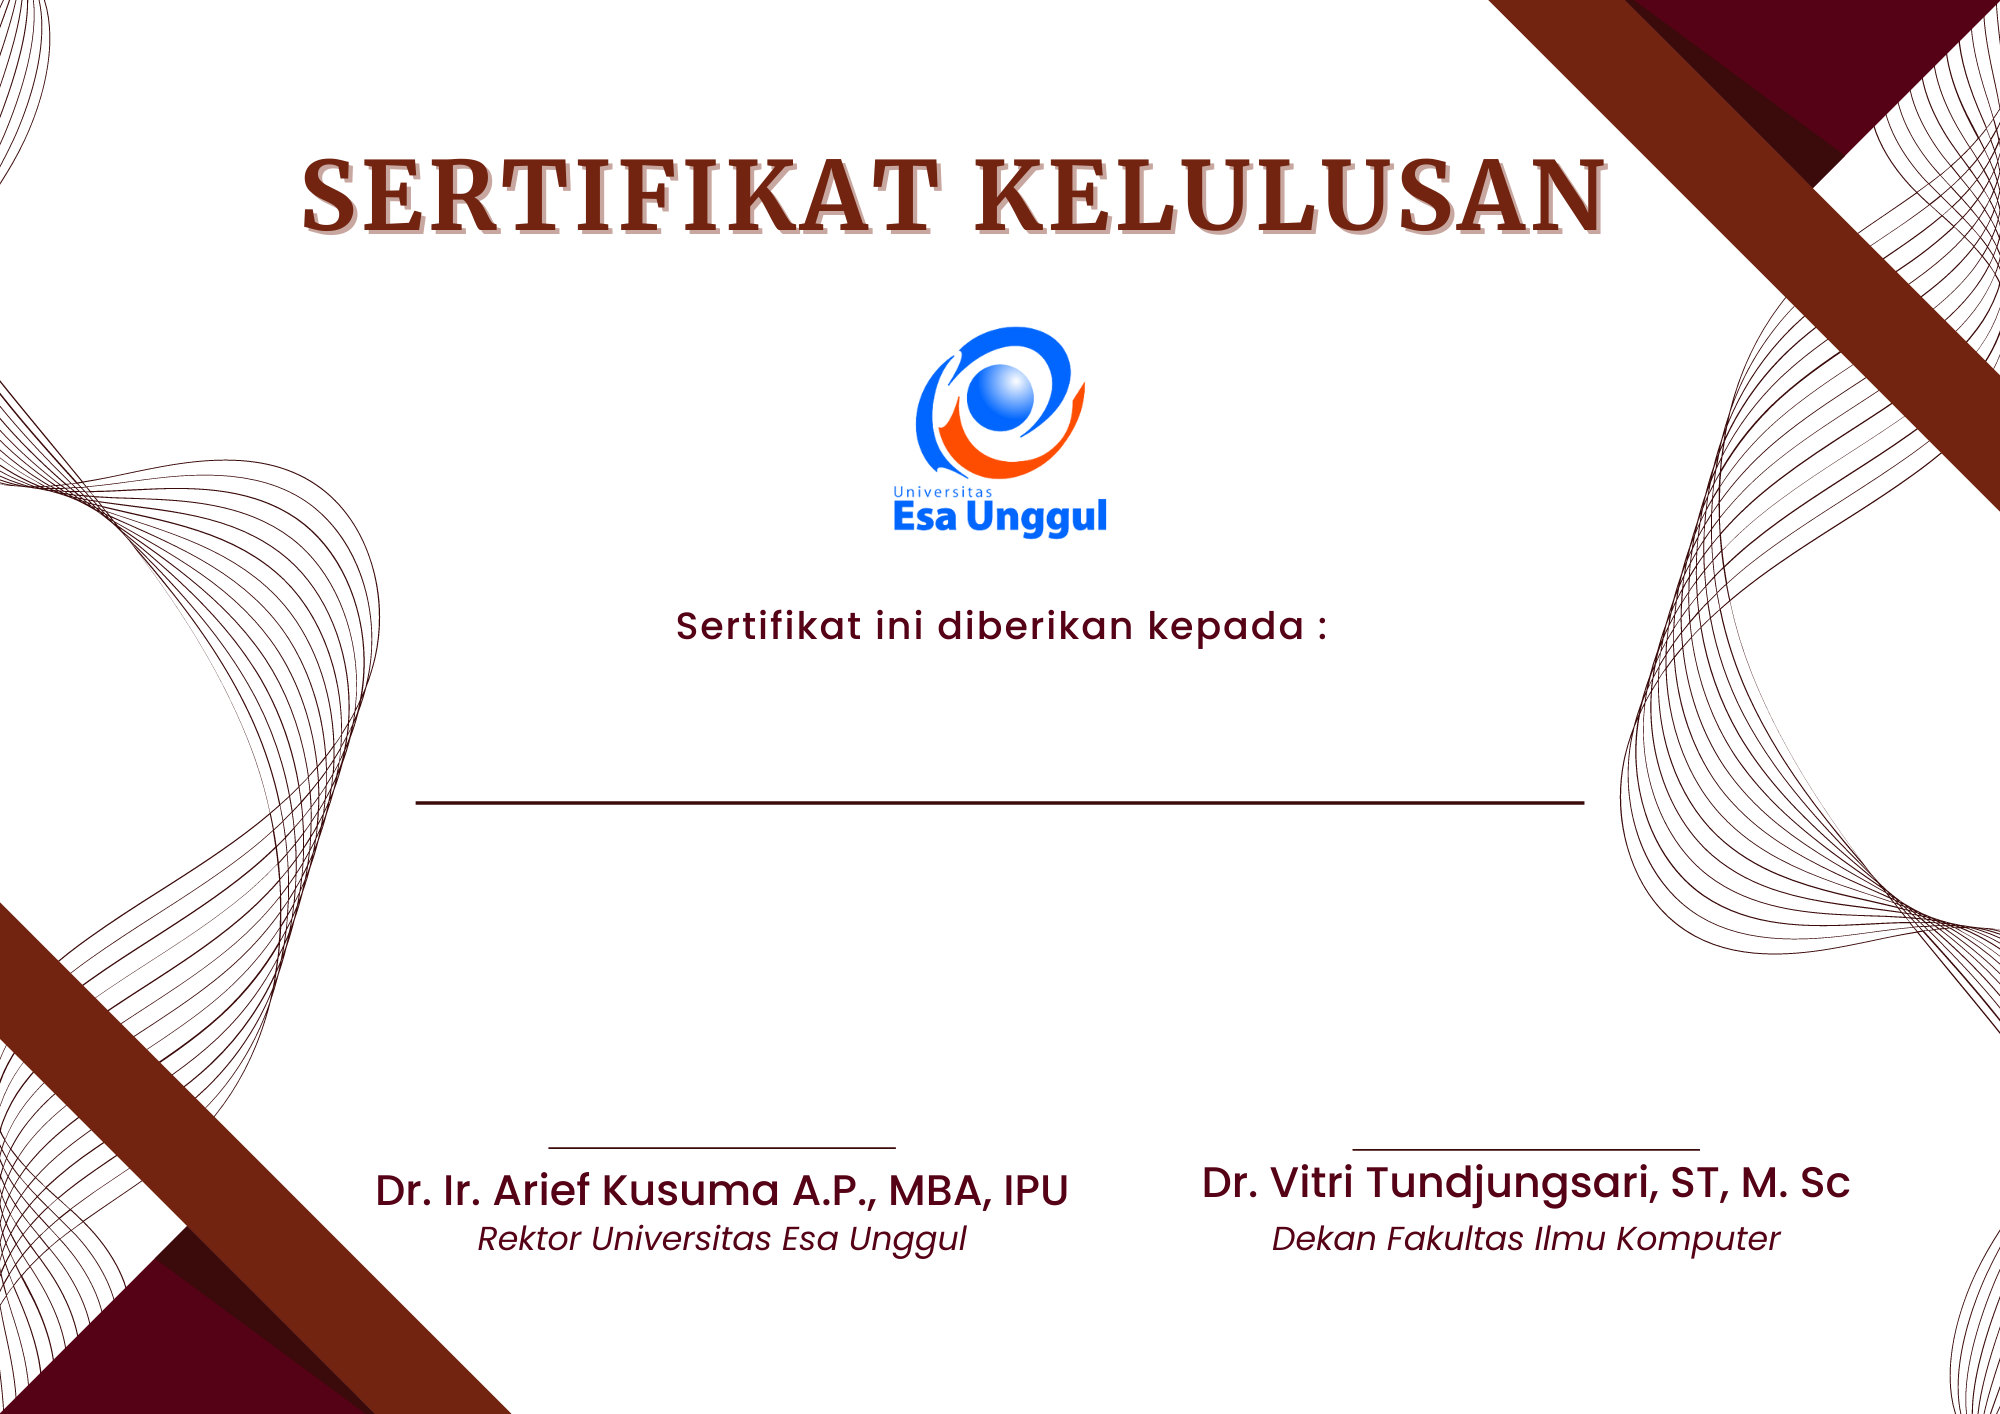 SERTIFIKAT KELULUSAN
Universitas
Esa Unggul
Sertifikat ini diberikan kepada :
Dr. Ir. Arief Kusuma A.P., MBA, IPU
Rektor Universitas Esa Unggul
Dr. Vitri Tundjungsari, ST, M. Sc
Dekan Fakultas Ilmu Komputer